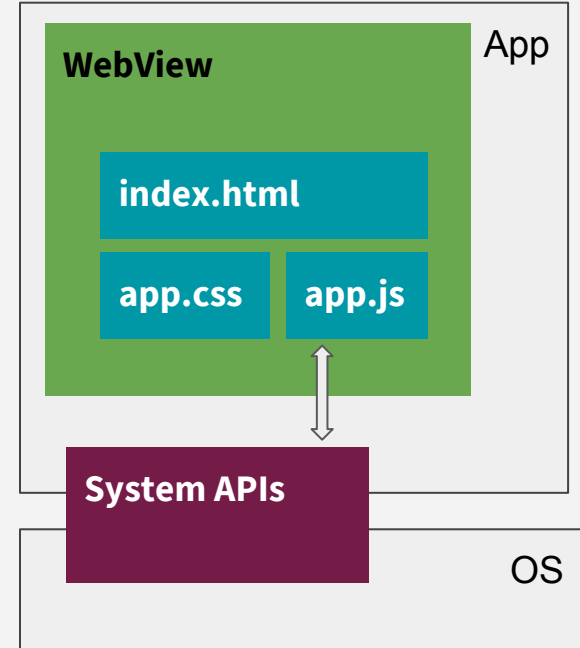 App
WebView
index.html
app.css
app.js
System APIs
OS